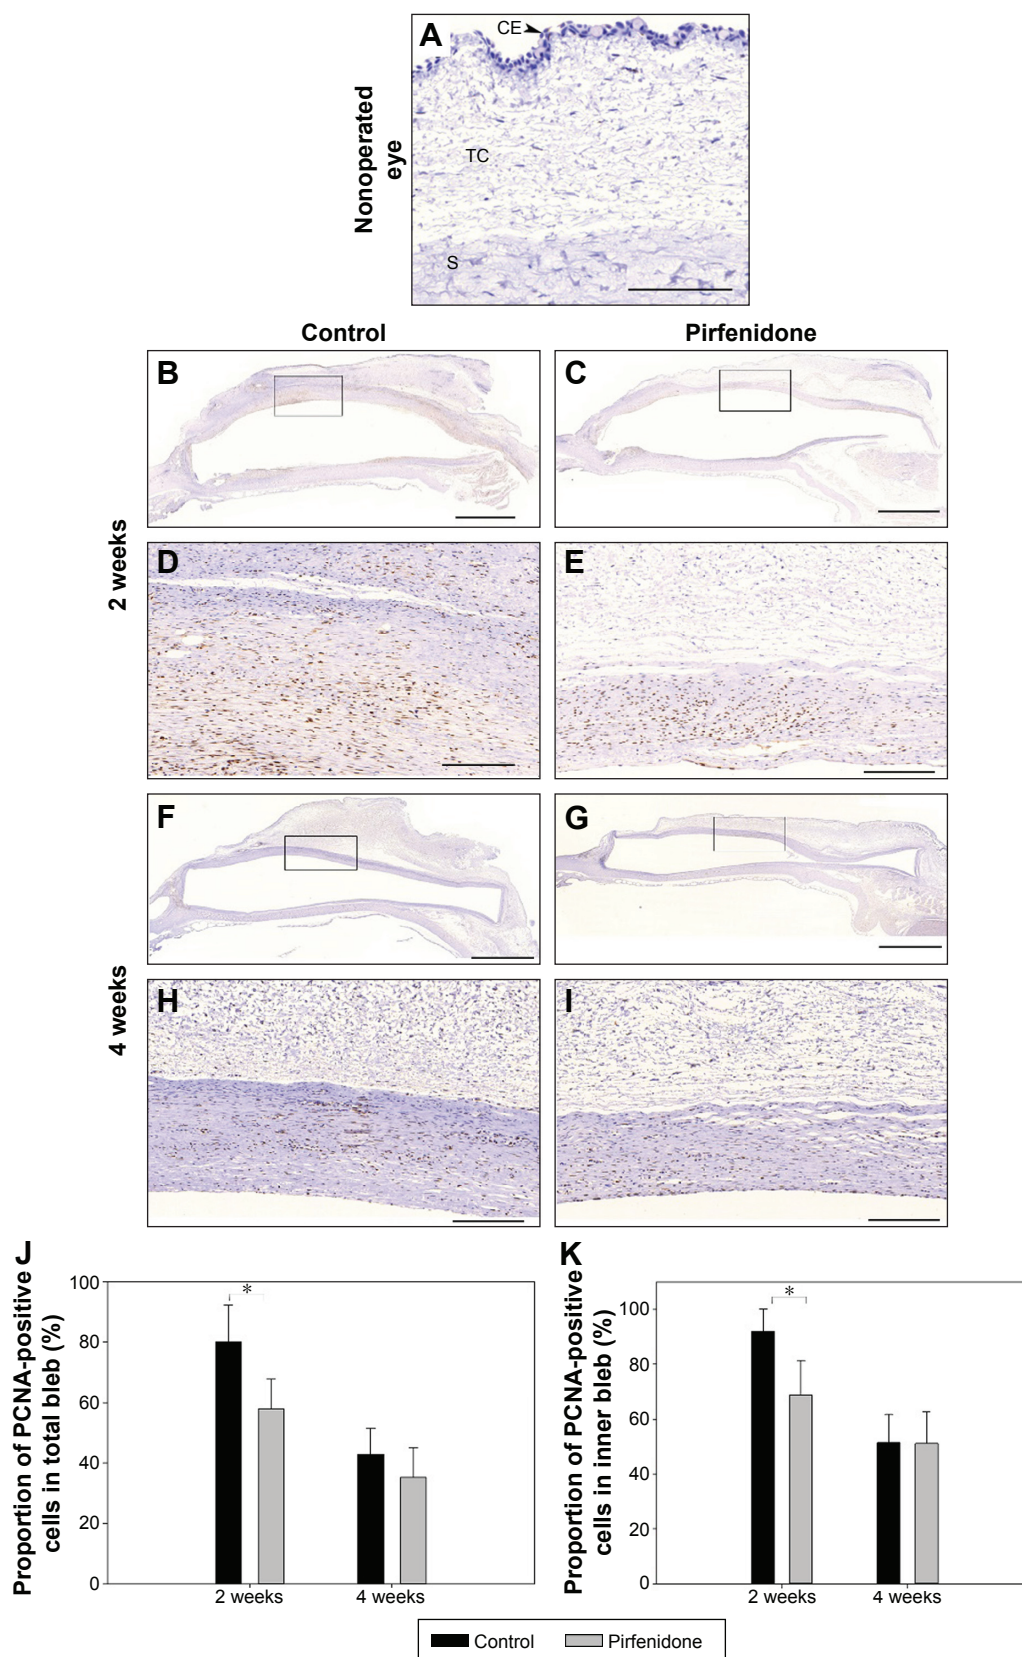 A
CE
TC
S
Nonoperated
eye
Control
Pirfenidone
B
C
2 weeks
D
E
F
G
4 weeks
H
I
J
Proportion of PCNA-positive
cells in total bleb (%)
100
80
60
40
20
0
*
2 weeks
4 weeks
K
Proportion of PCNA-positive
cells in inner bleb (%)
100
80
60
40
20
0
*
2 weeks
4 weeks
Control
Pirfenidone